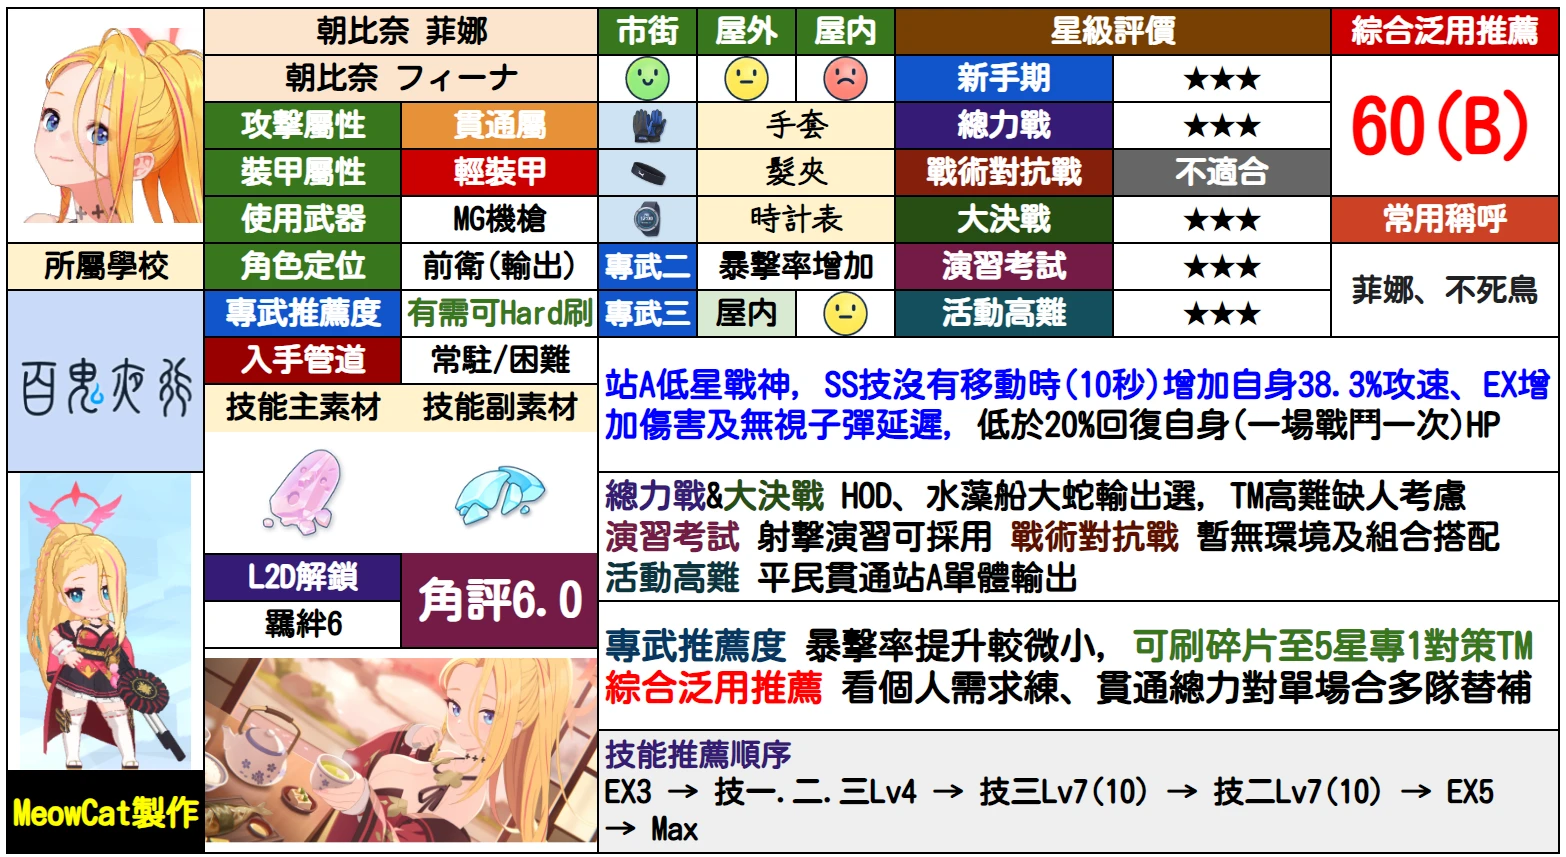 朝比奈 菲娜
市街 屋外 屋内 星級評價 綜合泛用推薦
朝比奈 フィーナ
新手期 ★★★
60(B)
攻擊屬性 貫通屬 手套 總力戰 ★★★
裝甲屬性 輕裝甲 髮夾 戰術對抗戰 不適合
使用武器 MG機槍 時計表 大決戰 ★★★ 常用稱呼
所屬學校 角色定位 前衛(輸出) 專武二 暴擊率增加 演習考試 ★★★
菲娜、不死鳥
專武推薦度 有需可Hard刷 專武三 屋内 活動高難 ★★★
百鬼夜行
入手管道 常駐/困難
技能主素材 技能副素材
站A低星戰神, SS技沒有移動時(10秒)增加自身38.3%攻速、EX增
加傷害及無視子彈延遲, 低於20%回復自身(一場戰鬥一次)HP
總力戰&大決戰 HOD、水藻船大蛇輸出選, TM高難缺人考慮
演習考試 射擊演習可採用 戰術對抗戰 暫無環境及組合搭配
活動高難 平民貫通站A單體輸出
L2D解鎖
羈絆6
角評6.0
專武推薦度 暴擊率提升較微小, 可刷碎片至5星專1對策TM
綜合泛用推薦 看個人需求練、貫通總力對單場合多隊替補
技能推薦順序
EX3 → 技一.二.三Lv4 → 技三Lv7(10) → 技二Lv7(10) → EX5
→ Max
MeowCat製作